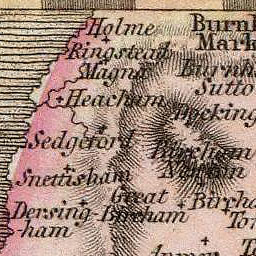 Holme
Burnh
Mark
Ringstead
Magna
Burnh
Sutto
Heacham
Docking
Sedgeford
Bircham
Newton
Snettisham
Great
Bircham
Birch
To
Dersing-
-ham
Anmer